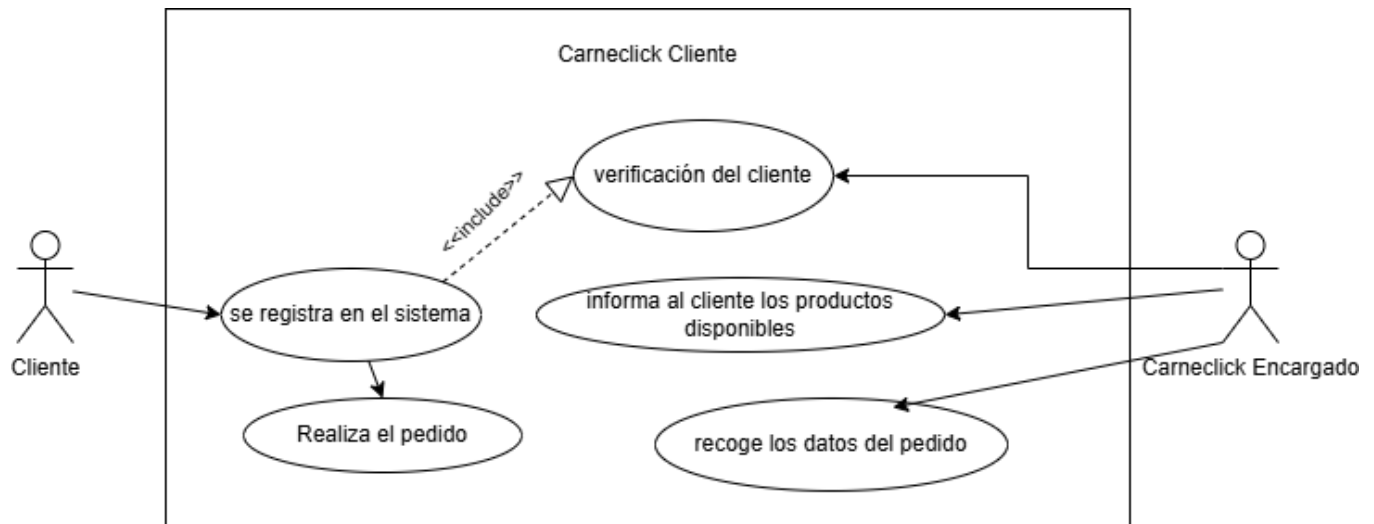 Carneclick Cliente
verificación del cliente
<<include>>
se registra en el sistema
informa al cliente los productos
disponibles
Cliente
Carneclick Encargado
Realiza el pedido
recoge los datos del pedido